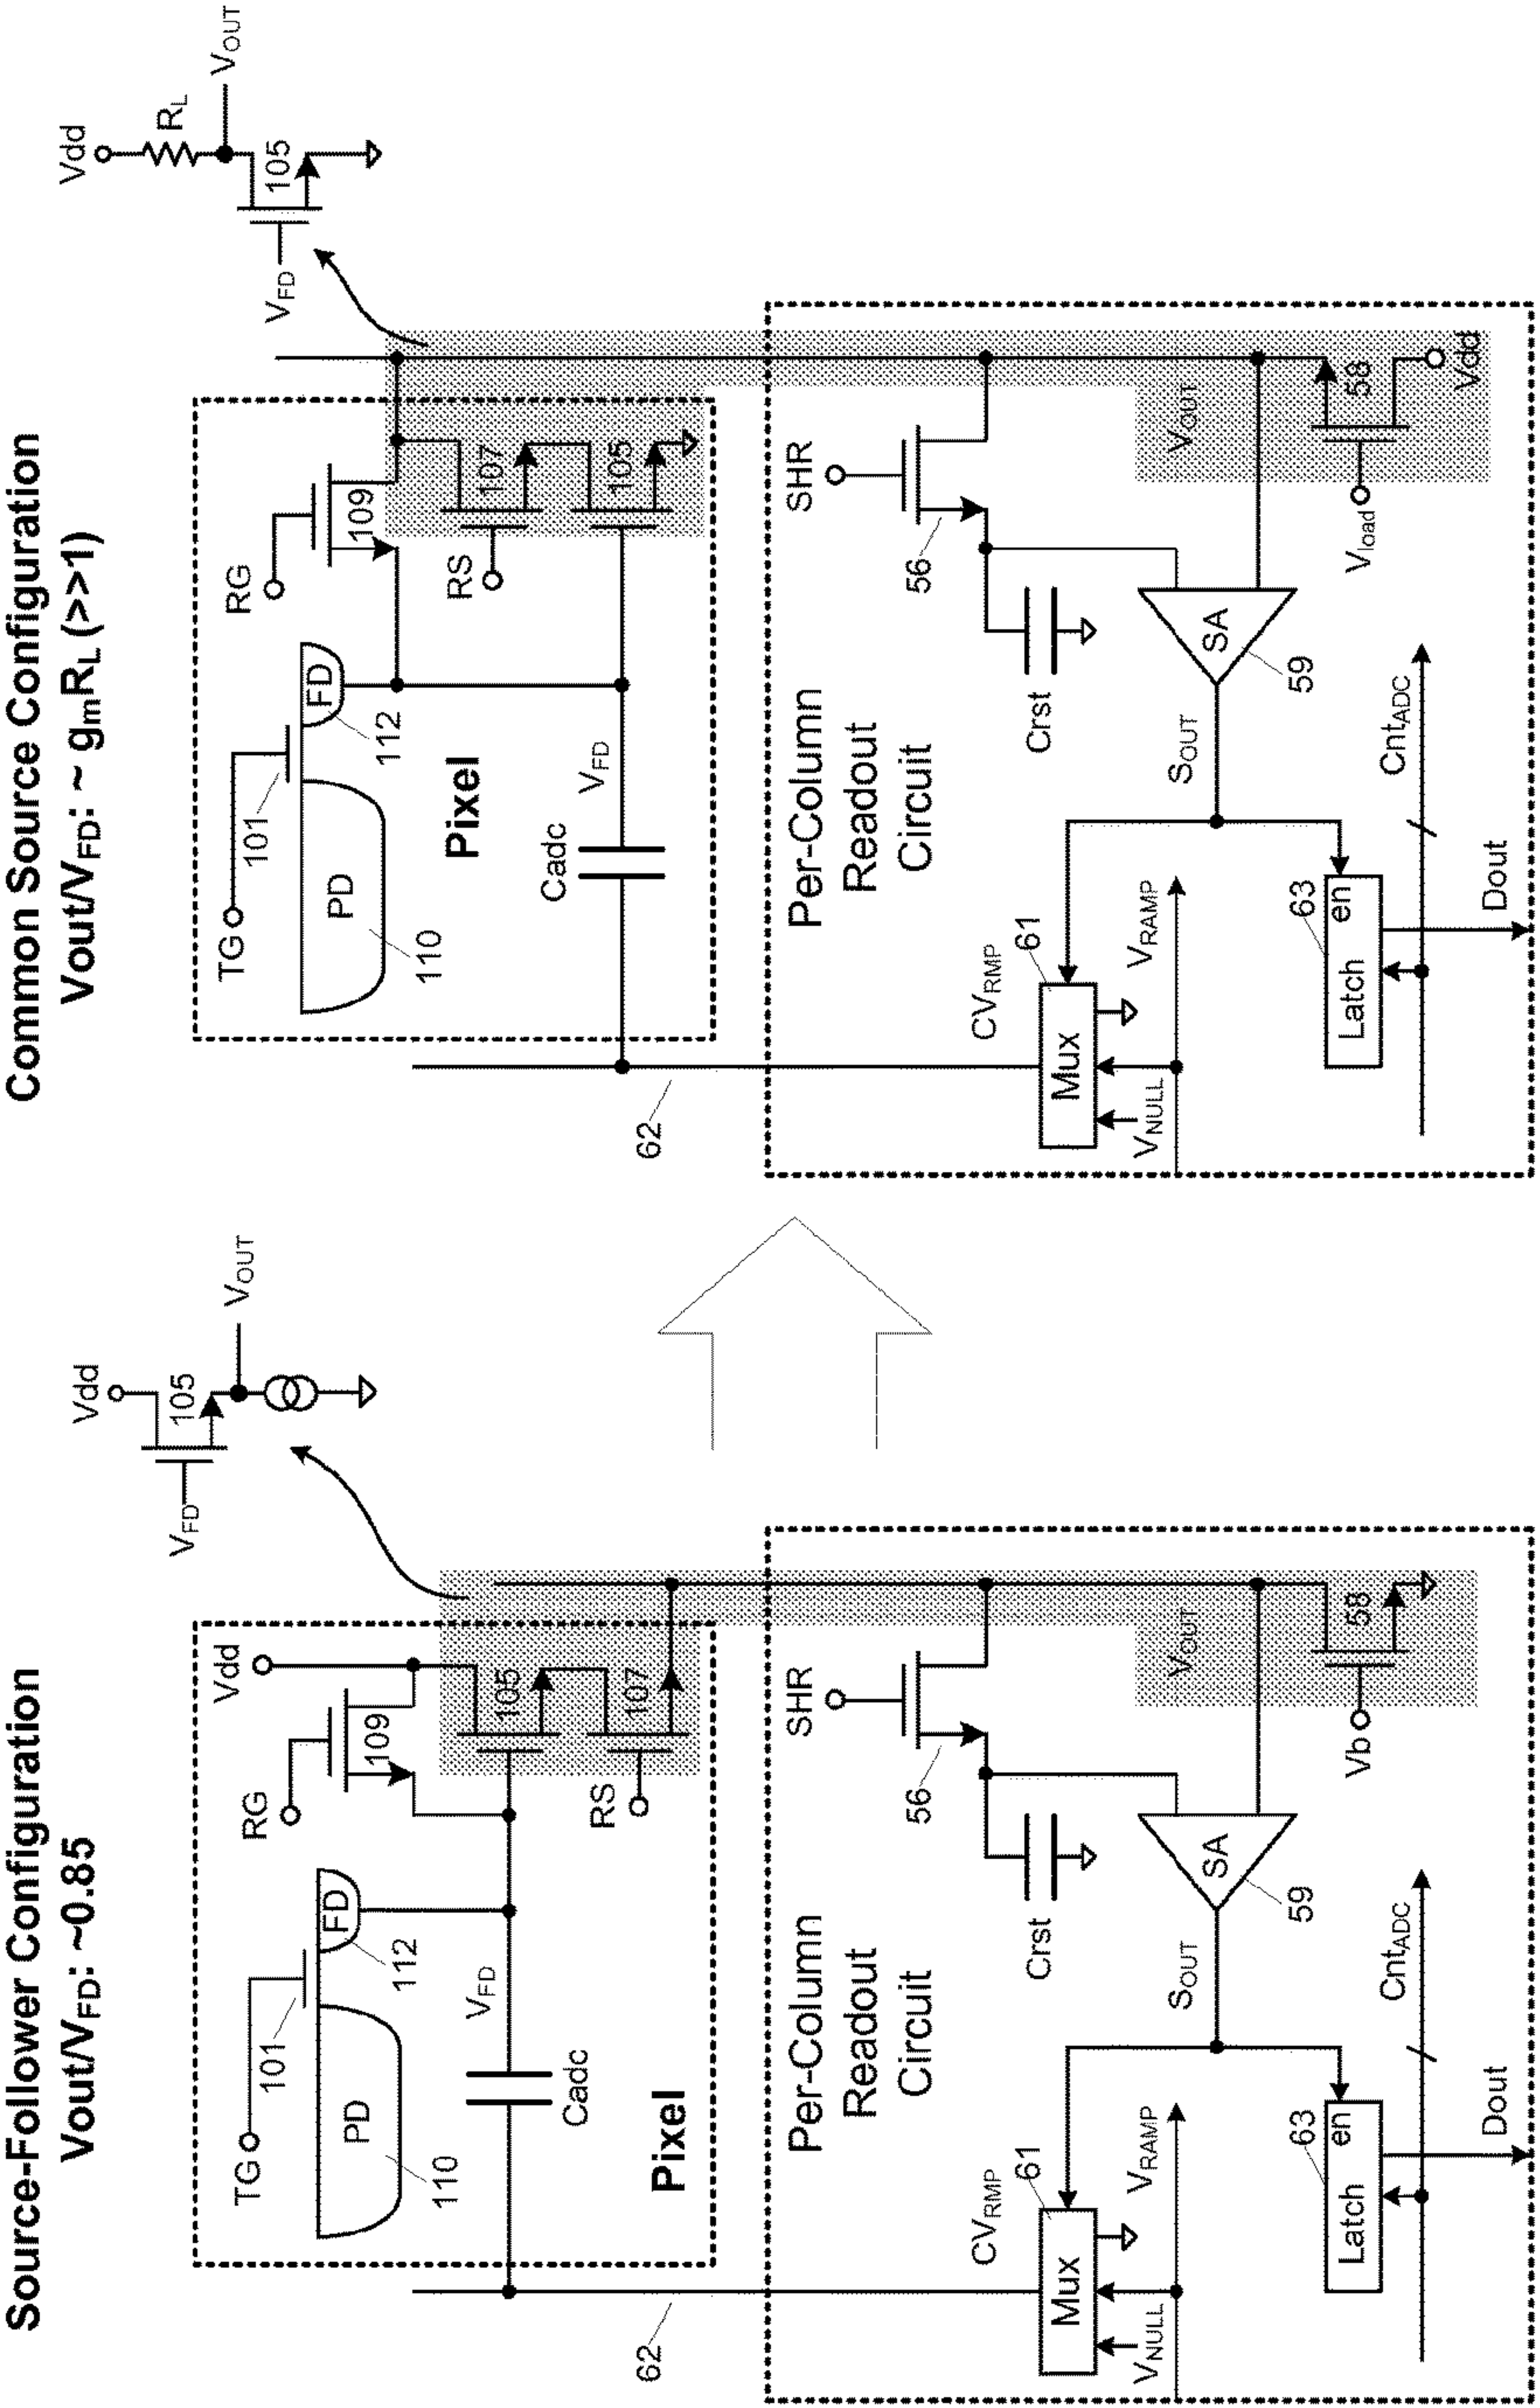 Source-Follower Configuration
Vout/VFD: ~0.85
Vdd
105
VFD
VOUT
TG
101
PD
110
FD
112
RG
109
Vdd
105
107
RS
VFD
Cadc
Pixel
62
Per-Column
Readout
Circuit
SHR
56
Crst
VOUT
SA
59
SOUT
CVRMP
61
Mux
VNULL
VRAMP
63
Latch
en
CntADC
Dout
Vb
58
Common Source Configuration
Vout/VFD: ~ gmRL (>>1)
Vdd
RL
VOUT
105
VFD
TG
101
PD
110
FD
112
RG
109
107
RS
105
VFD
Cadc
Pixel
62
Per-Column
Readout
Circuit
SHR
56
Crst
VOUT
SA
59
SOUT
CVRMP
61
Mux
VNULL
VRAMP
63
Latch
en
CntADC
Dout
Vload
58
Vdd